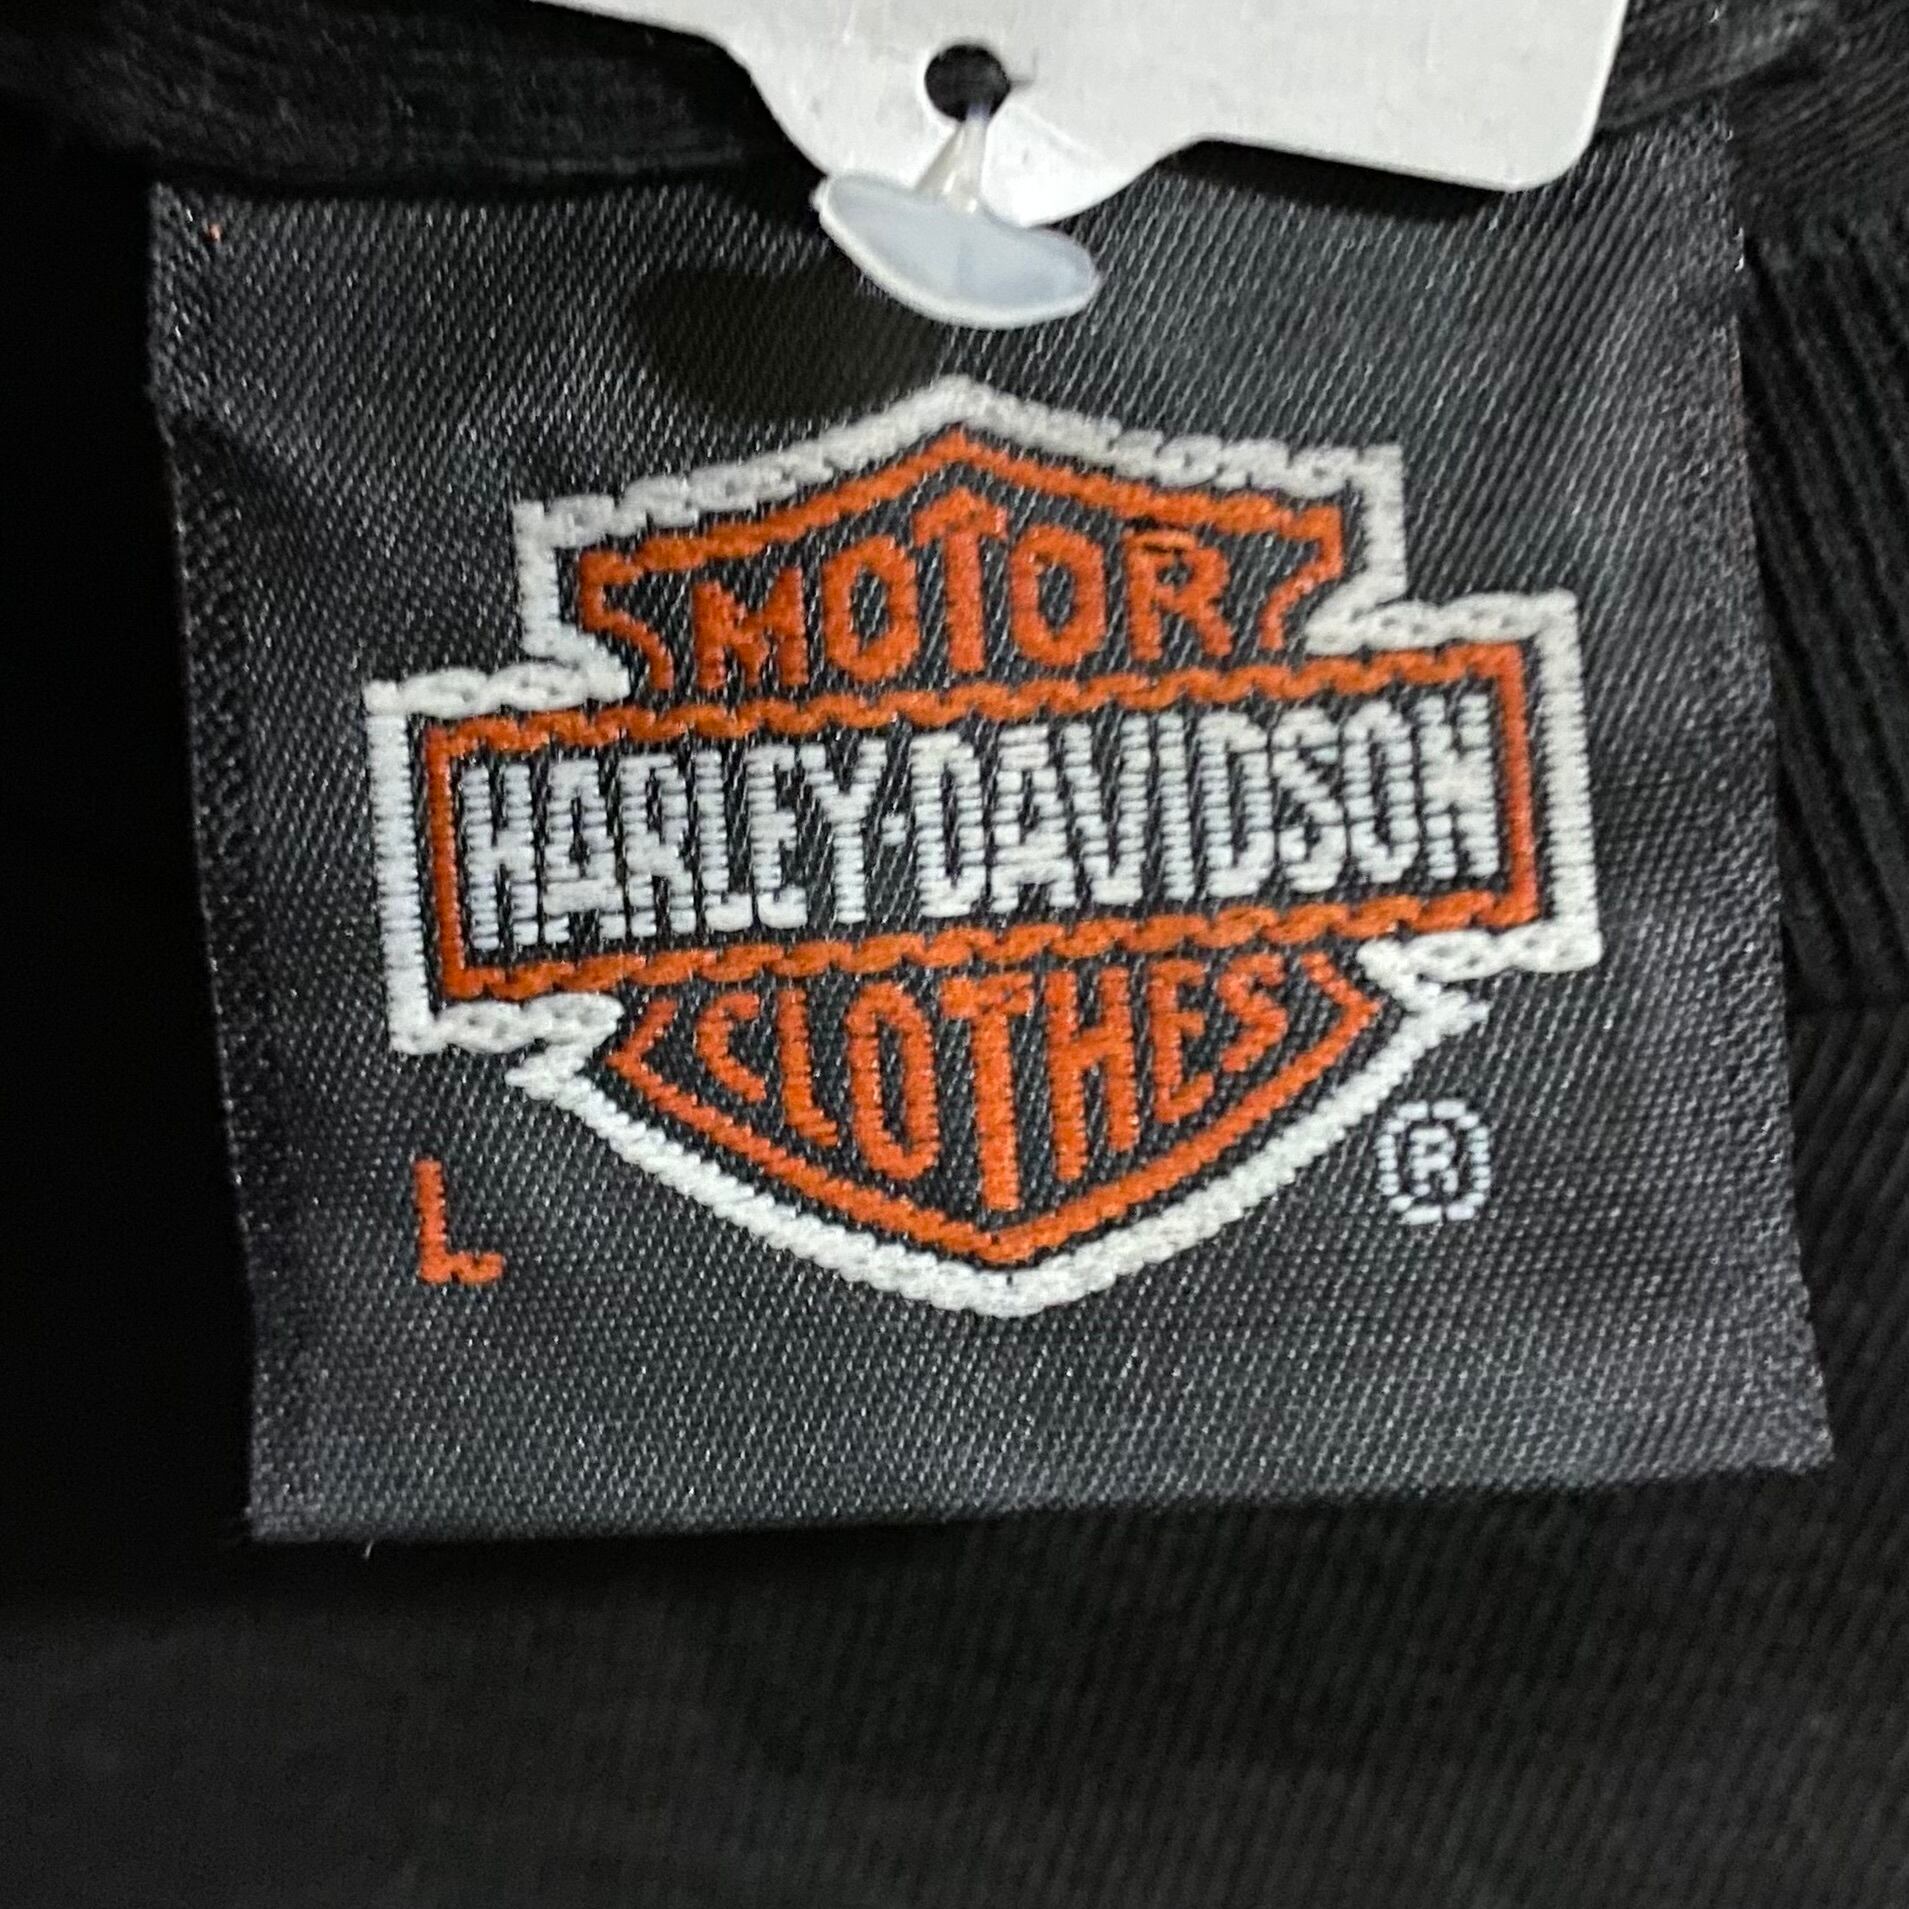 MOTOR
HARLEY-DAVIDSON
CLOTHES
®
L